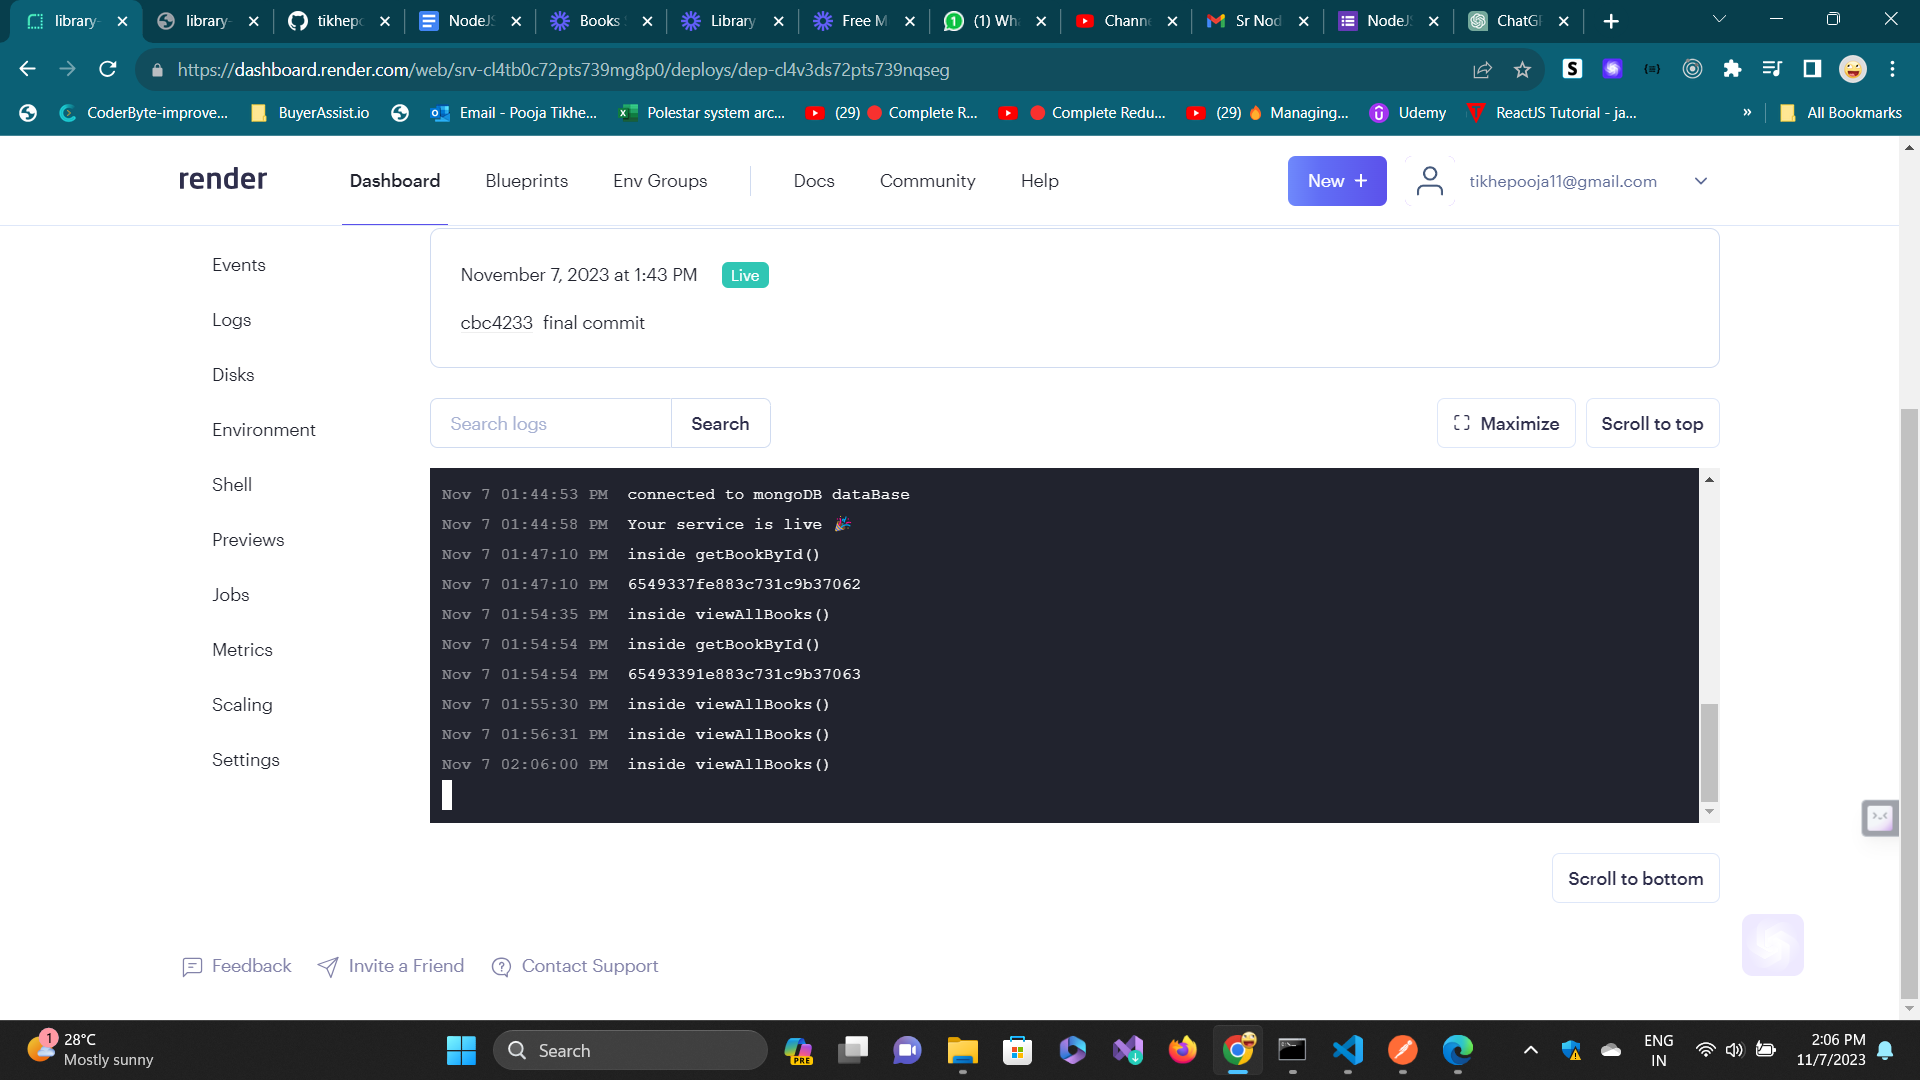 library-
library-
tikhepo
NodeJS
Books
Library
Free M
(1) Wha
Channe
Sr Nod
NodeJS
ChatGP
https://dashboard.render.com/web/srv-cl4tb0c72pts739mg8p0/deploys/dep-cl4v3ds72pts739nqseg
CoderByte-improve...
BuyerAssist.io
Email - Pooja Tikhe...
Polestar system arc...
(29) Complete R...
Complete Redu...
(29) Managing...
Udemy
ReactJS Tutorial - ja...
»
All Bookmarks
render
Dashboard
Blueprints
Env Groups
Docs
Community
Help
New +
tikhepooja11@gmail.com
Events
Logs
Disks
Environment
Shell
Previews
Jobs
Metrics
Scaling
Settings
November 7, 2023 at 1:43 PM Live
cbc4233 final commit
Search logs
Search
Maximize
Scroll to top
Nov 7 01:44:53 PM connected to mongoDB dataBase
Nov 7 01:44:58 PM Your service is live 🎉
Nov 7 01:47:10 PM inside getBookById()
Nov 7 01:47:10 PM 6549337fe883c731c9b37062
Nov 7 01:54:35 PM inside viewAllBooks()
Nov 7 01:54:54 PM inside getBookById()
Nov 7 01:54:54 PM 65493391e883c731c9b37063
Nov 7 01:55:30 PM inside viewAllBooks()
Nov 7 01:56:31 PM inside viewAllBooks()
Nov 7 02:06:00 PM inside viewAllBooks()
Scroll to bottom
Feedback
Invite a Friend
Contact Support
1
28°C
Mostly sunny
Search
PRE
ENG
IN
2:06 PM
11/7/2023